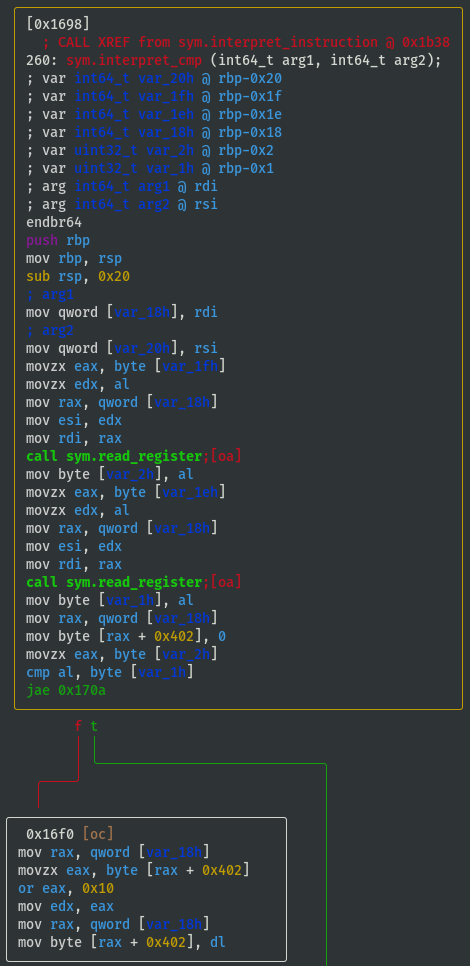 [0x1698]
; CALL XREF from sym.interpret_instruction @ 0x1b38
260: sym.interpret_cmp (int64_t arg1, int64_t arg2);
; var int64_t var_20h @ rbp-0x20
; var int64_t var_1fh @ rbp-0x1f
; var int64_t var_1eh @ rbp-0x1e
; var int64_t var_18h @ rbp-0x18
; var uint32_t var_2h @ rbp-0x2
; var uint32_t var_1h @ rbp-0x1
; arg int64_t arg1 @ rdi
; arg int64_t arg2 @ rsi
endbr64
push rbp
mov rbp, rsp
sub rsp, 0x20
; arg1
mov qword [var_18h], rdi
; arg2
mov qword [var_20h], rsi
movzx eax, byte [var_1fh]
movzx edx, al
mov rax, qword [var_18h]
mov esi, edx
mov rdi, rax
call sym.read_register;[oa]
mov byte [var_2h], al
movzx eax, byte [var_1eh]
movzx edx, al
mov rax, qword [var_18h]
mov esi, edx
mov rdi, rax
call sym.read_register;[oa]
mov byte [var_1h], al
mov rax, qword [var_18h]
mov byte [rax + 0x402], 0
movzx eax, byte [var_2h]
cmp al, byte [var_1h]
jae 0x170a
f t
0x16f0 [oc]
mov rax, qword [var_18h]
movzx eax, byte [rax + 0x402]
or eax, 0x10
mov edx, eax
mov rax, qword [var_18h]
mov byte [rax + 0x402], dl